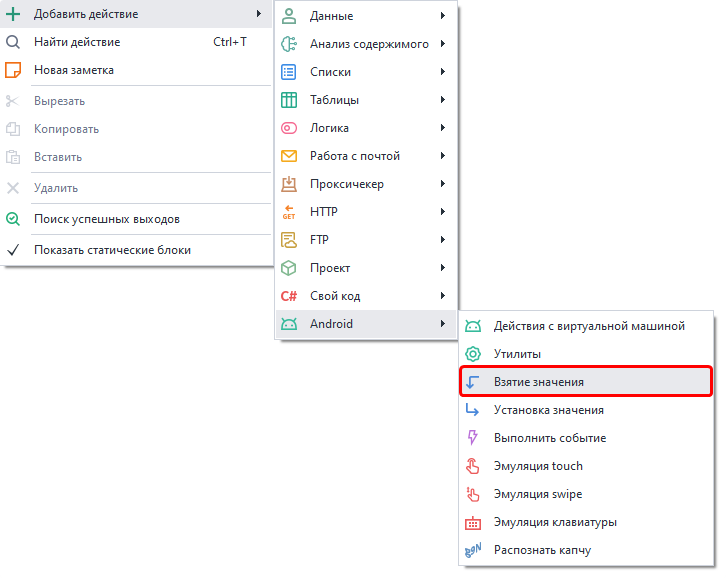 Добавить действие
Найти действие Ctrl+T
Новая заметка
Вырезать
Копировать
Вставить
Удалить
Поиск успешных выходов
Показать статические блоки
Данные
Анализ содержимого
Списки
Таблицы
Логика
Работа с почтой
Проксичекер
GET HTTP
FTP
Проект
C# Свой код
Android
Действия с виртуальной машиной
Утилиты
Взятие значения
Установка значения
Выполнить событие
Эмуляция touch
Эмуляция swipe
Эмуляция клавиатуры
Распознать капчу